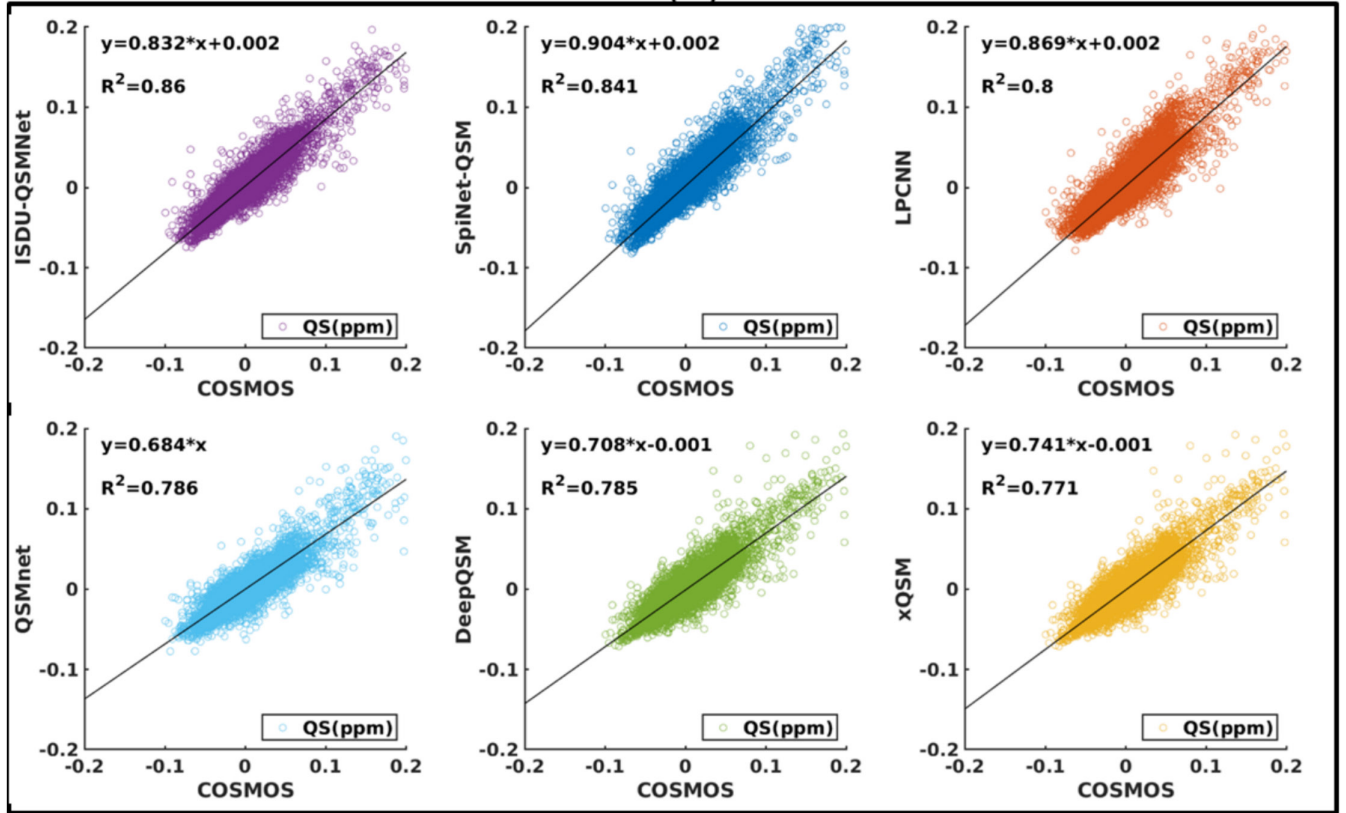 0.2
y=0.832*x+0.002
R²=0.86
0.1
0
-0.1
-0.2
ISDU-QSMNet
QS(ppm)
-0.2 -0.1 0 0.1 0.2
COSMOS
0.2
y=0.904*x+0.002
R²=0.841
0.1
0
-0.1
-0.2
SpiNet-QSM
QS(ppm)
-0.2 -0.1 0 0.1 0.2
COSMOS
0.2
y=0.869*x+0.002
R²=0.8
0.1
0
-0.1
-0.2
LPCNN
QS(ppm)
-0.2 -0.1 0 0.1 0.2
COSMOS
0.2
y=0.684*x
R²=0.786
0.1
0
-0.1
-0.2
QSMnet
QS(ppm)
-0.2 -0.1 0 0.1 0.2
COSMOS
0.2
y=0.708*x-0.001
R²=0.785
0.1
0
-0.1
-0.2
DeepQSM
QS(ppm)
-0.2 -0.1 0 0.1 0.2
COSMOS
0.2
y=0.741*x-0.001
R²=0.771
0.1
0
-0.1
-0.2
xQSM
QS(ppm)
-0.2 -0.1 0 0.1 0.2
COSMOS